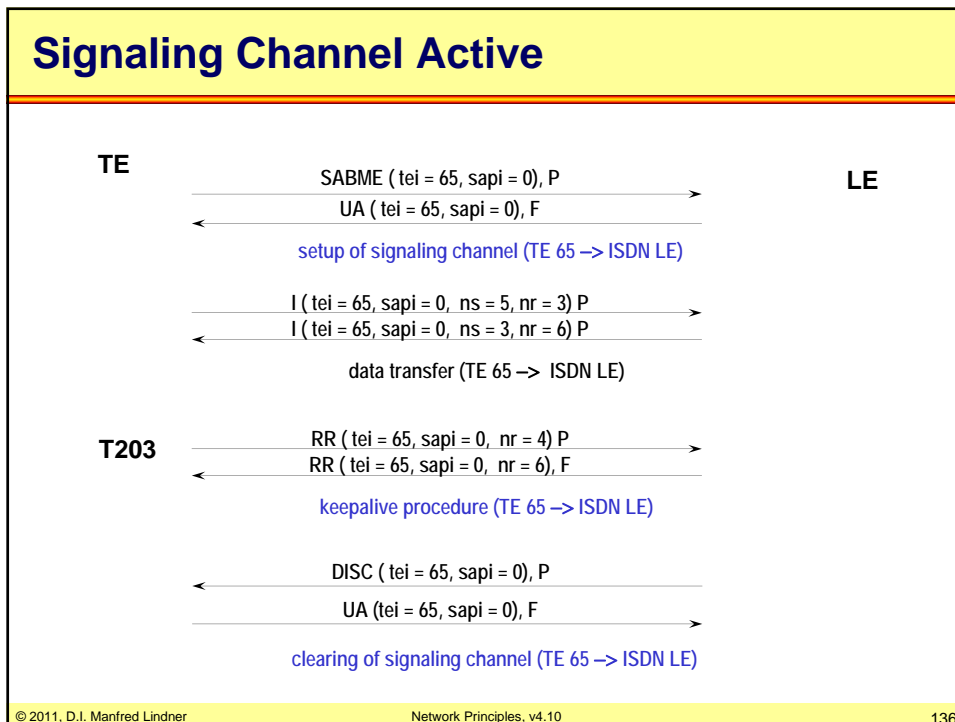 Signaling Channel Active
TE
LE
SABME ( tei = 65, sapi = 0), P
UA ( tei = 65, sapi = 0), F
setup of signaling channel (TE 65 –> ISDN LE)
I ( tei = 65, sapi = 0, ns = 5, nr = 3) P
I ( tei = 65, sapi = 0, ns = 3, nr = 6) P
data transfer (TE 65 –> ISDN LE)
T203
RR ( tei = 65, sapi = 0, nr = 4) P
RR ( tei = 65, sapi = 0, nr = 6), F
keepalive procedure (TE 65 –> ISDN LE)
DISC ( tei = 65, sapi = 0), P
UA (tei = 65, sapi = 0), F
clearing of signaling channel (TE 65 –> ISDN LE)
© 2011, D.I. Manfred Lindner
Network Principles, v4.10
136